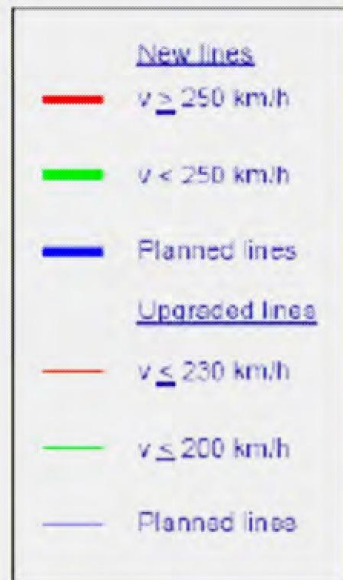 New lines
v ≥ 250 km/h
v < 250 km/h
Planned lines
Upgraded lines
v ≤ 230 km/h
v ≤ 200 km/h
Planned lines